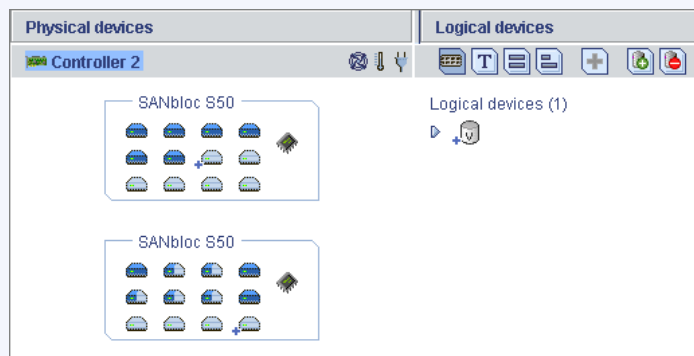 Physical devices
Logical devices
Controller 2
T
SANbloc S50
Logical devices (1)
V
SANbloc S50